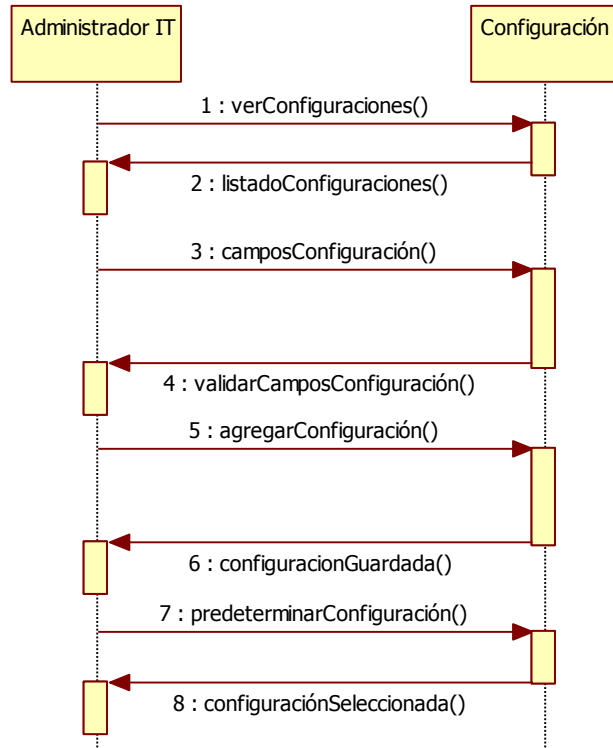 Administrador IT
Configuración
1 : verConfiguraciones()
2 : listadoConfiguraciones()
3 : camposConfiguración()
4 : validarCamposConfiguración()
5 : agregarConfiguración()
6 : configuracionGuardada()
7 : predeterminarConfiguración()
8 : configuraciónSeleccionada()